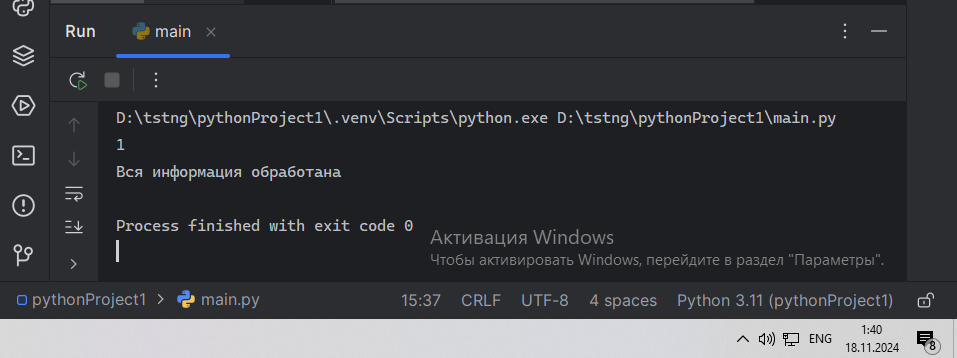 Run main
D:\tstng\pythonProject1\.venv\Scripts\python.exe D:\tstng\pythonProject1\main.py
1
Вся информация обработана
Process finished with exit code 0
Активация Windows
Чтобы активировать Windows, перейдите в раздел "Параметры".
pythonProject1 > main.py 15:37 CRLF UTF-8 4 spaces Python 3.11 (pythonProject1)
ENG 1:40
18.11.2024 8